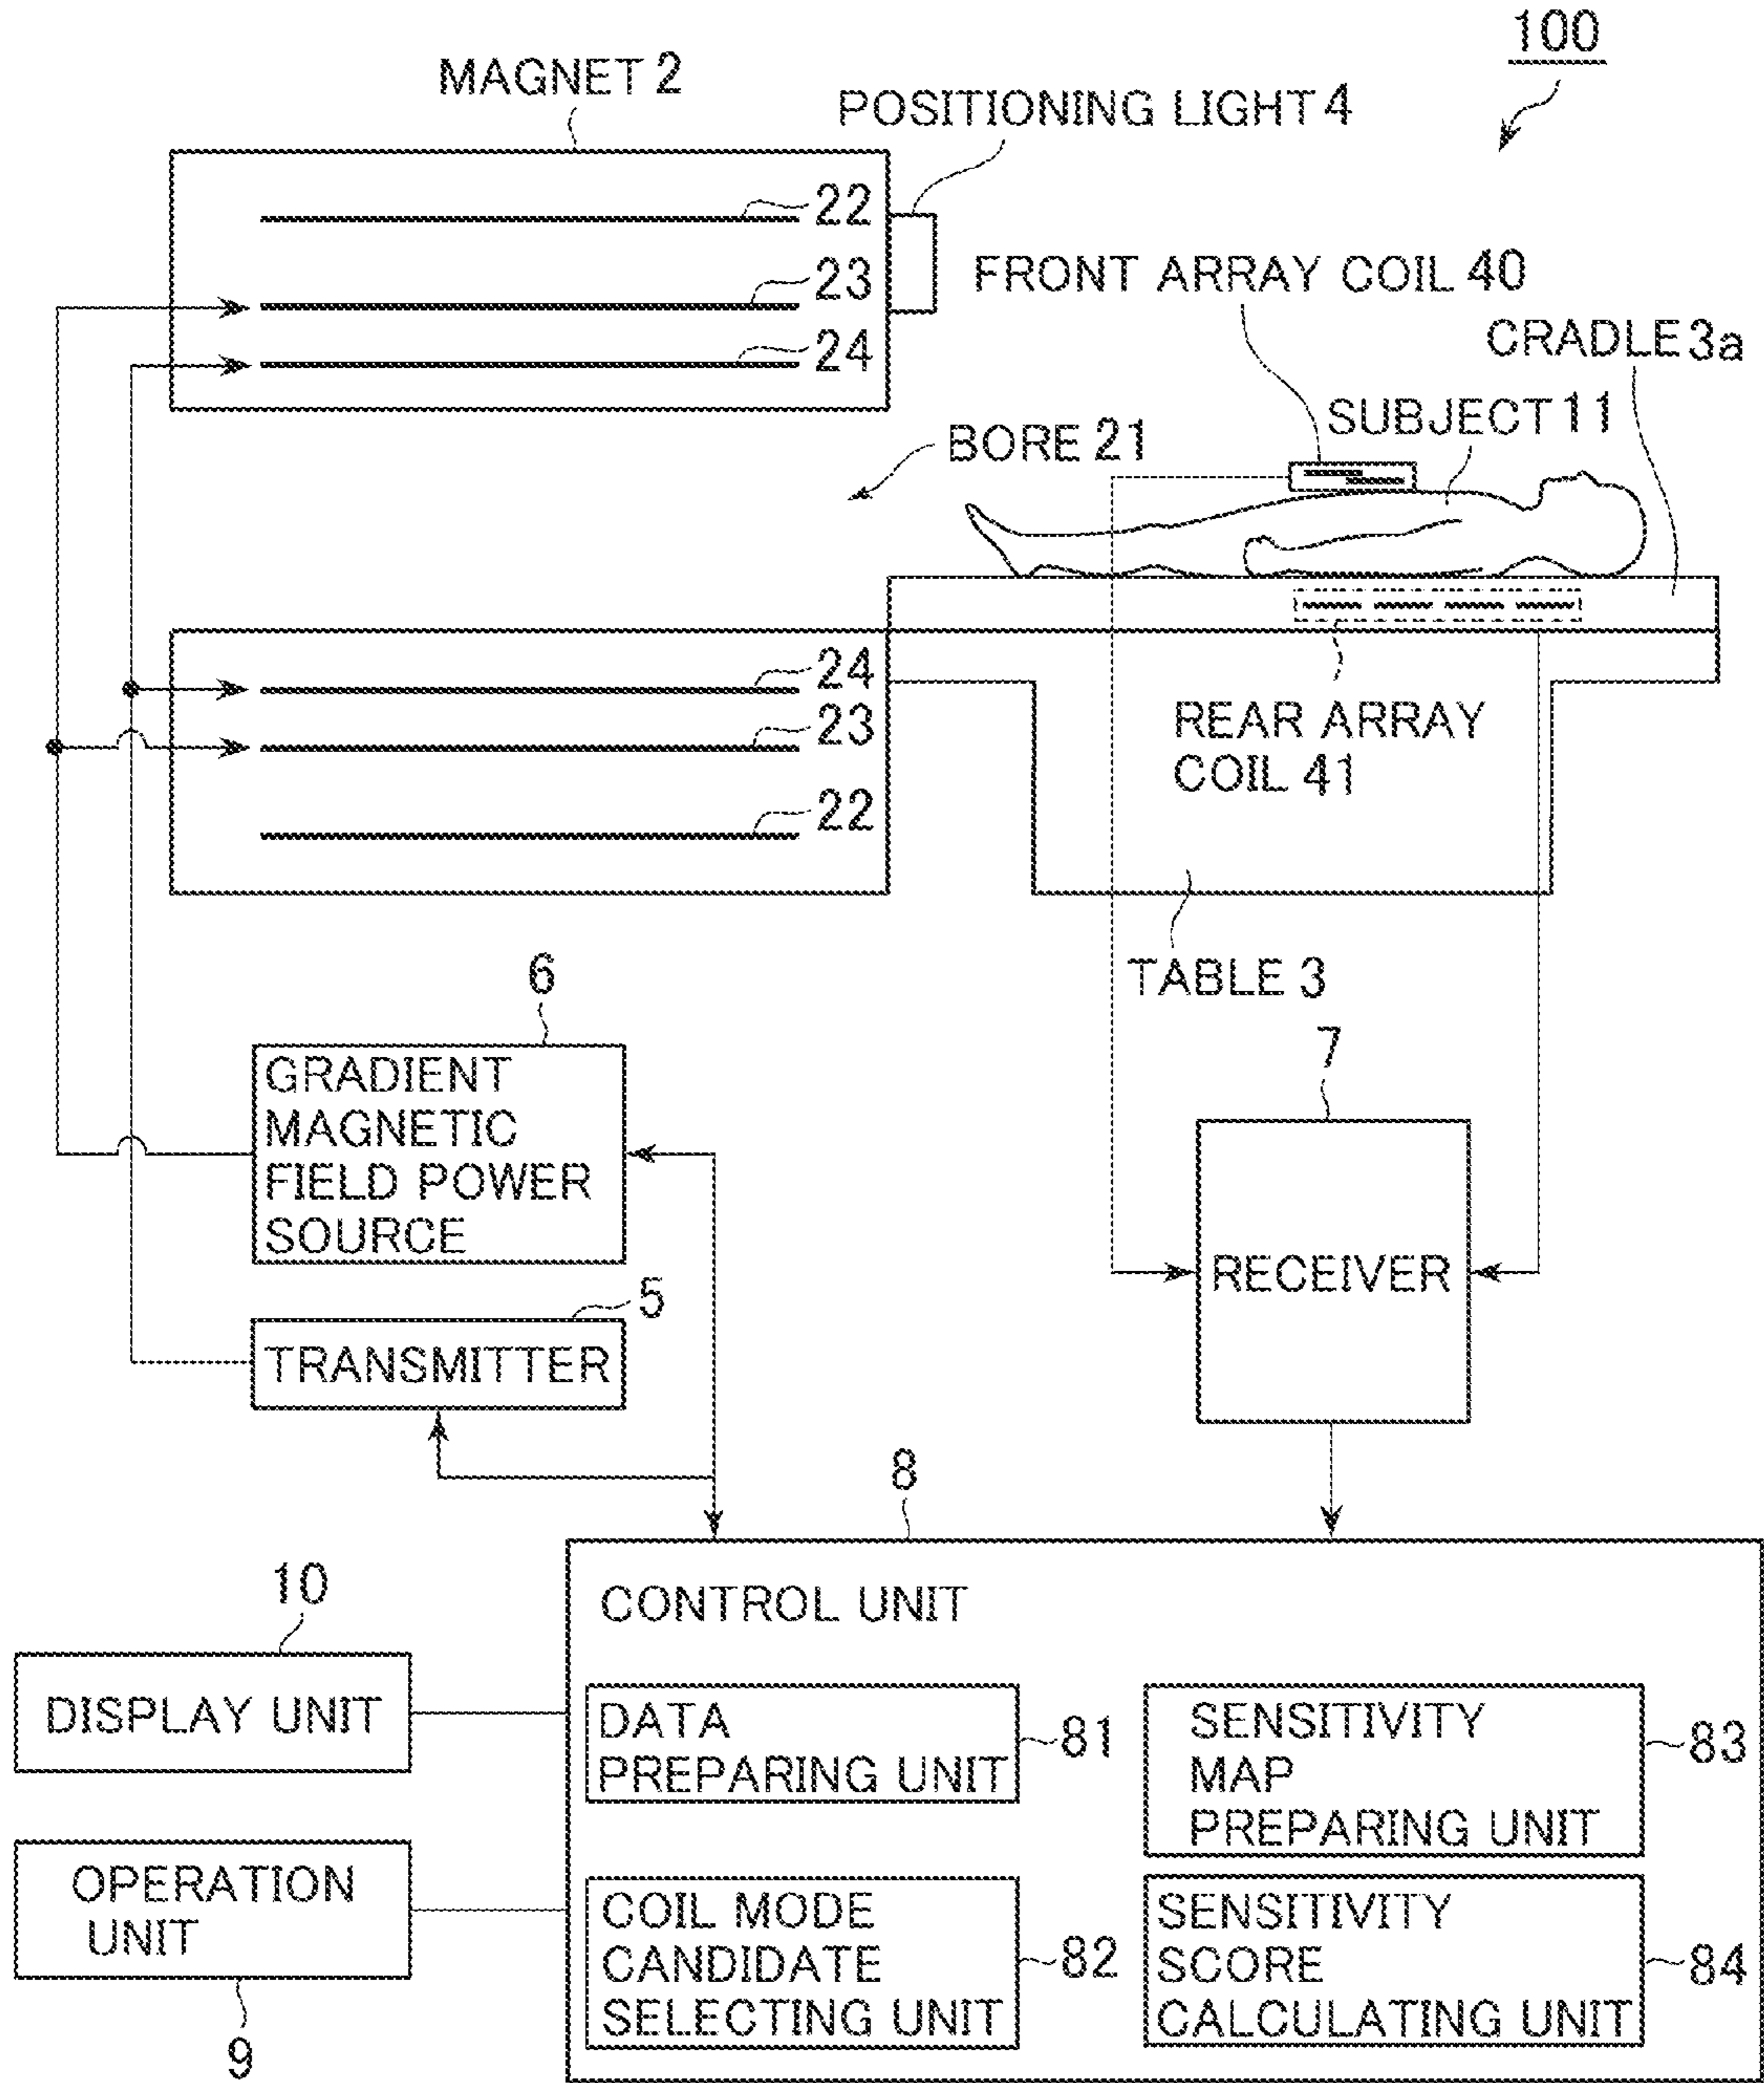 100
MAGNET 2
POSITIONING LIGHT 4
22
23
FRONT ARRAY COIL 40
24
CRADLE 3a
SUBJECT 11
BORE 21
24
23
REAR ARRAY
COIL 41
22
6
TABLE 3
7
GRADIENT
MAGNETIC
FIELD POWER
SOURCE
RECEIVER
5
TRANSMITTER
8
10
CONTROL UNIT
DISPLAY UNIT
DATA
PREPARING UNIT
81
SENSITIVITY
MAP
PREPARING UNIT
83
OPERATION
UNIT
9
COIL MODE
CANDIDATE
SELECTING UNIT
82
SENSITIVITY
SCORE
CALCULATING UNIT
84